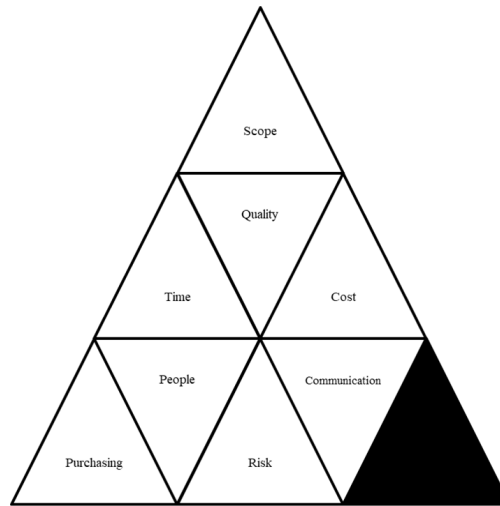 Scope
Quality
Time
Cost
People
Communication
Purchasing
Risk